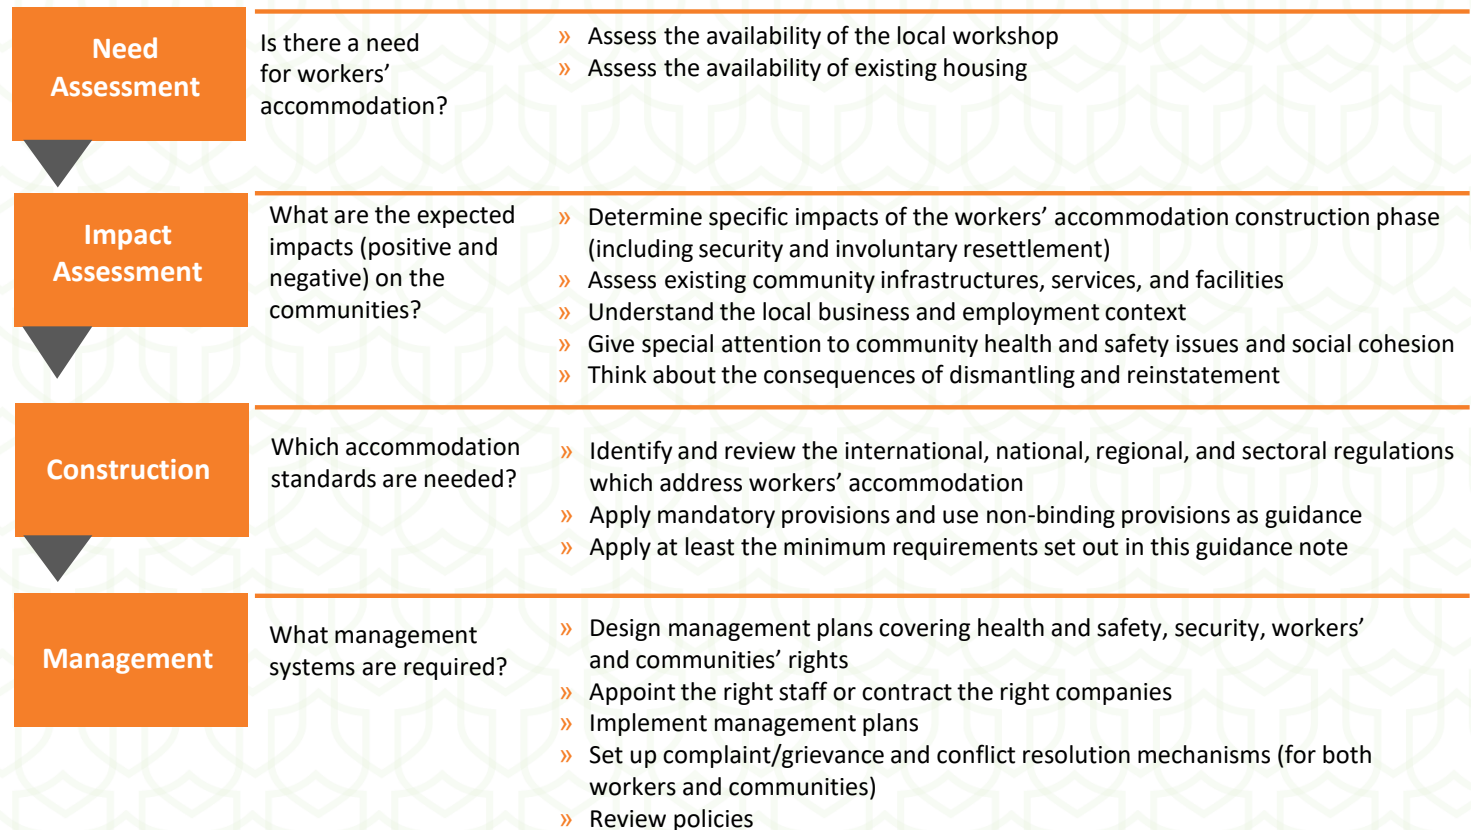 Need
Assessment
Is there a need
for workers’
accommodation?
» Assess the availability of the local workshop
» Assess the availability of existing housing
Impact
Assessment
What are the expected
impacts (positive and
negative) on the
communities?
» Determine specific impacts of the workers’ accommodation construction phase
(including security and involuntary resettlement)
» Assess existing community infrastructures, services, and facilities
» Understand the local business and employment context
» Give special attention to community health and safety issues and social cohesion
» Think about the consequences of dismantling and reinstatement
Construction
Which accommodation
standards are needed?
» Identify and review the international, national, regional, and sectoral regulations
which address workers’ accommodation
» Apply mandatory provisions and use non-binding provisions as guidance
» Apply at least the minimum requirements set out in this guidance note
Management
What management
systems are required?
» Design management plans covering health and safety, security, workers’
and communities’ rights
» Appoint the right staff or contract the right companies
» Implement management plans
» Set up complaint/grievance and conflict resolution mechanisms (for both
workers and communities)
» Review policies